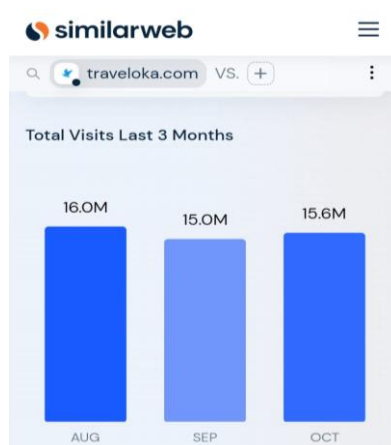 similarweb
traveloka.com VS. +
Total Visits Last 3 Months
16.0M
15.0M
15.6M
AUG SEP OCT